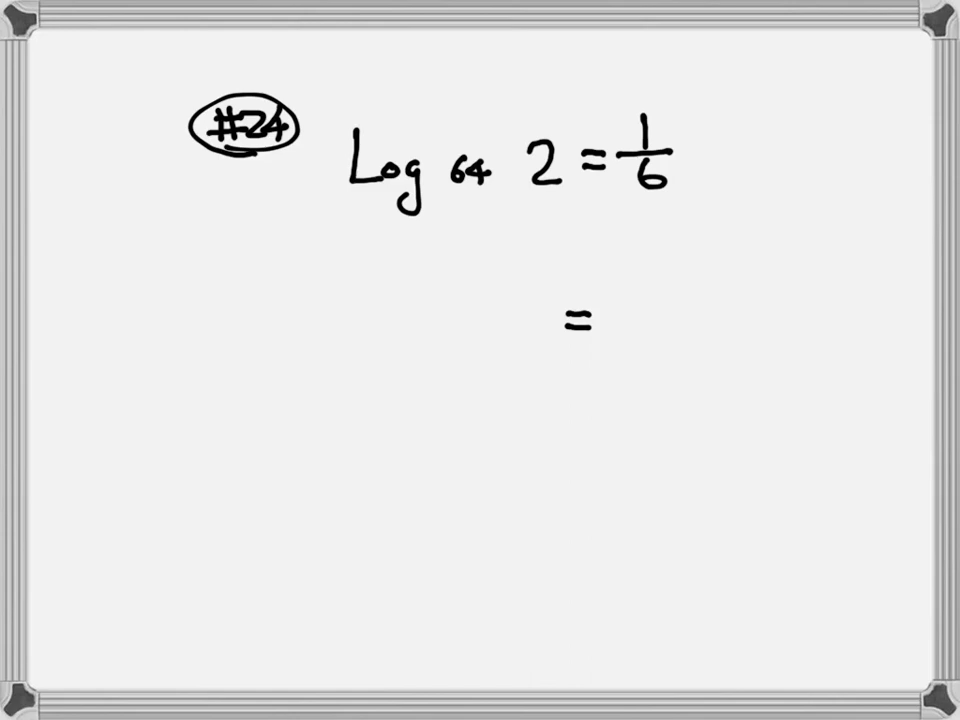 #24
Log 64 2 = 1/6
=